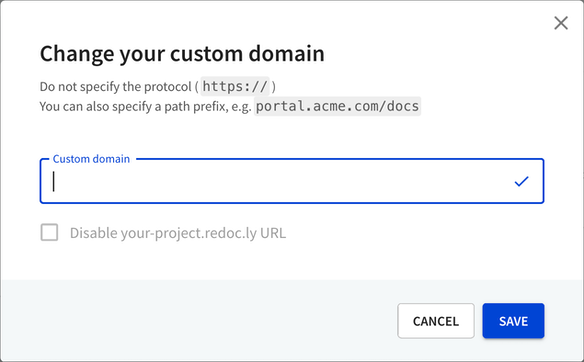 Change your custom domain
Do not specify the protocol ( https:// )
You can also specify a path prefix, e.g. portal.acme.com/docs
Custom domain
Disable your-project.redoc.ly URL
CANCEL
SAVE